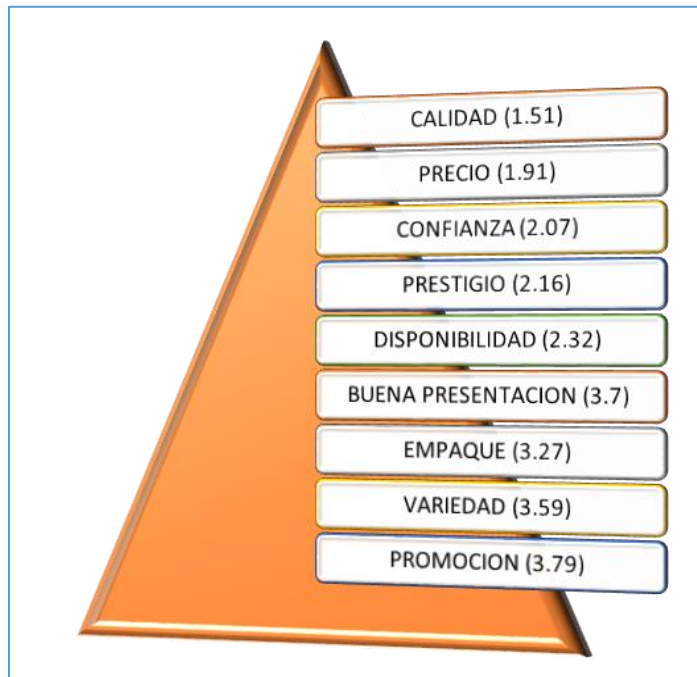 CALIDAD (1.51)
PRECIO (1.91)
CONFIANZA (2.07)
PRESTIGIO (2.16)
DISPONIBILIDAD (2.32)
BUENA PRESENTACION (3.7)
EMPAQUE (3.27)
VARIEDAD (3.59)
PROMOCION (3.79)